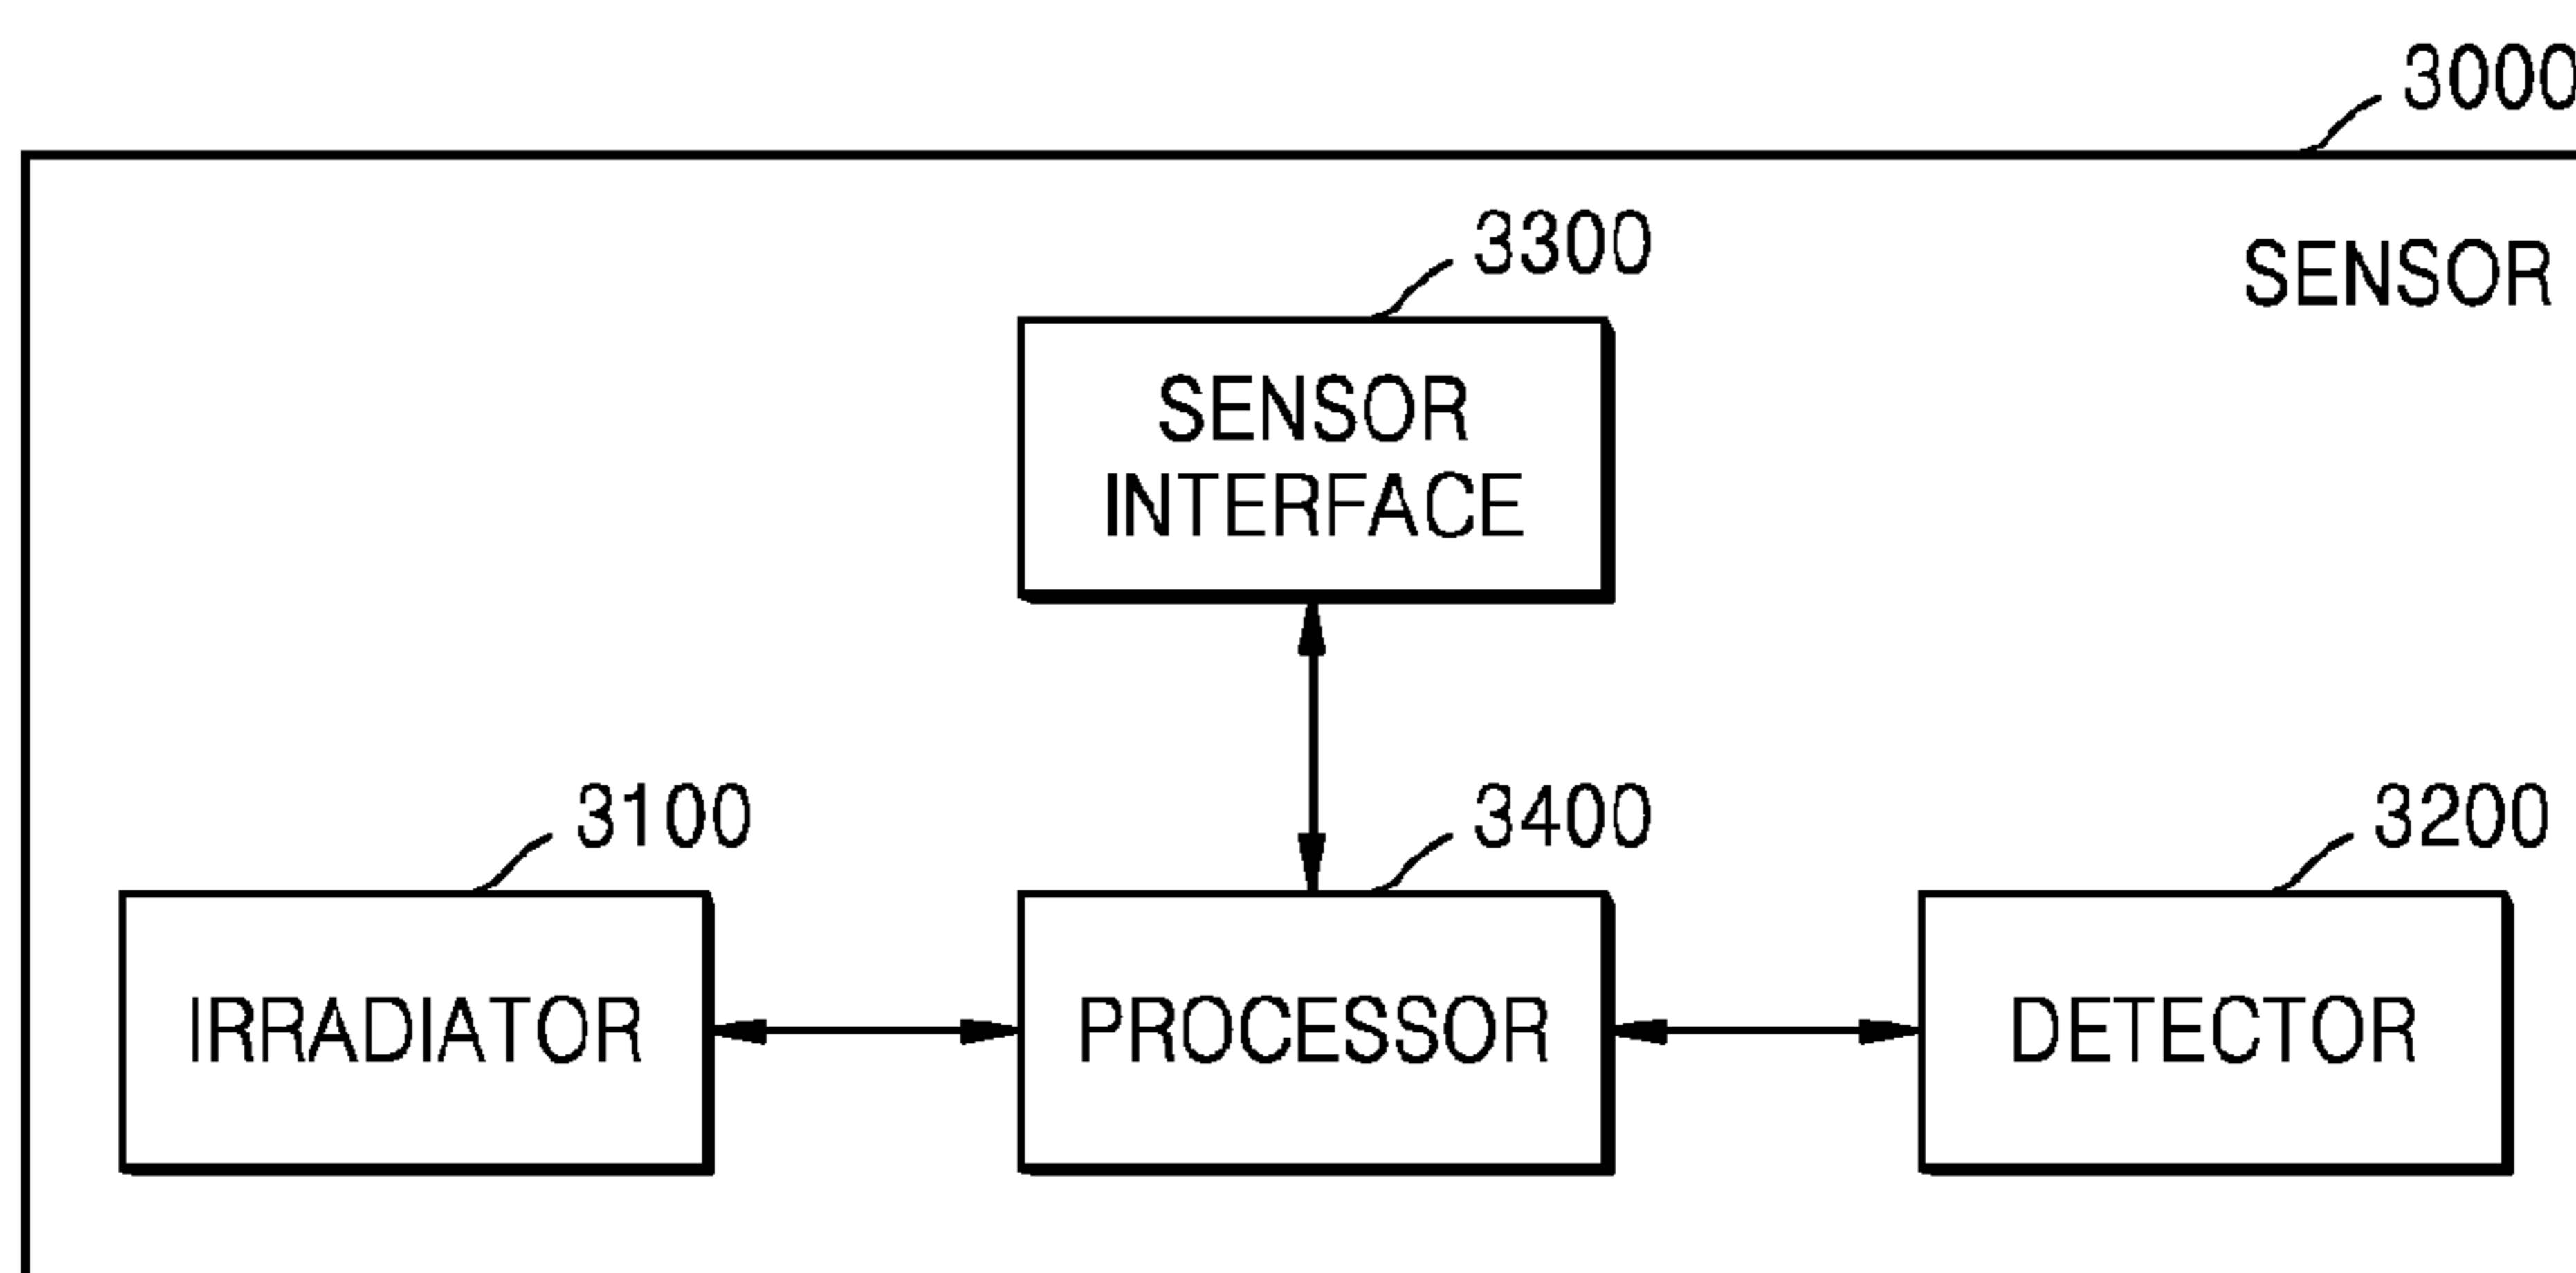 3000
SENSOR
3300
SENSOR
INTERFACE
3100
3400
3200
IRRADIATOR
PROCESSOR
DETECTOR